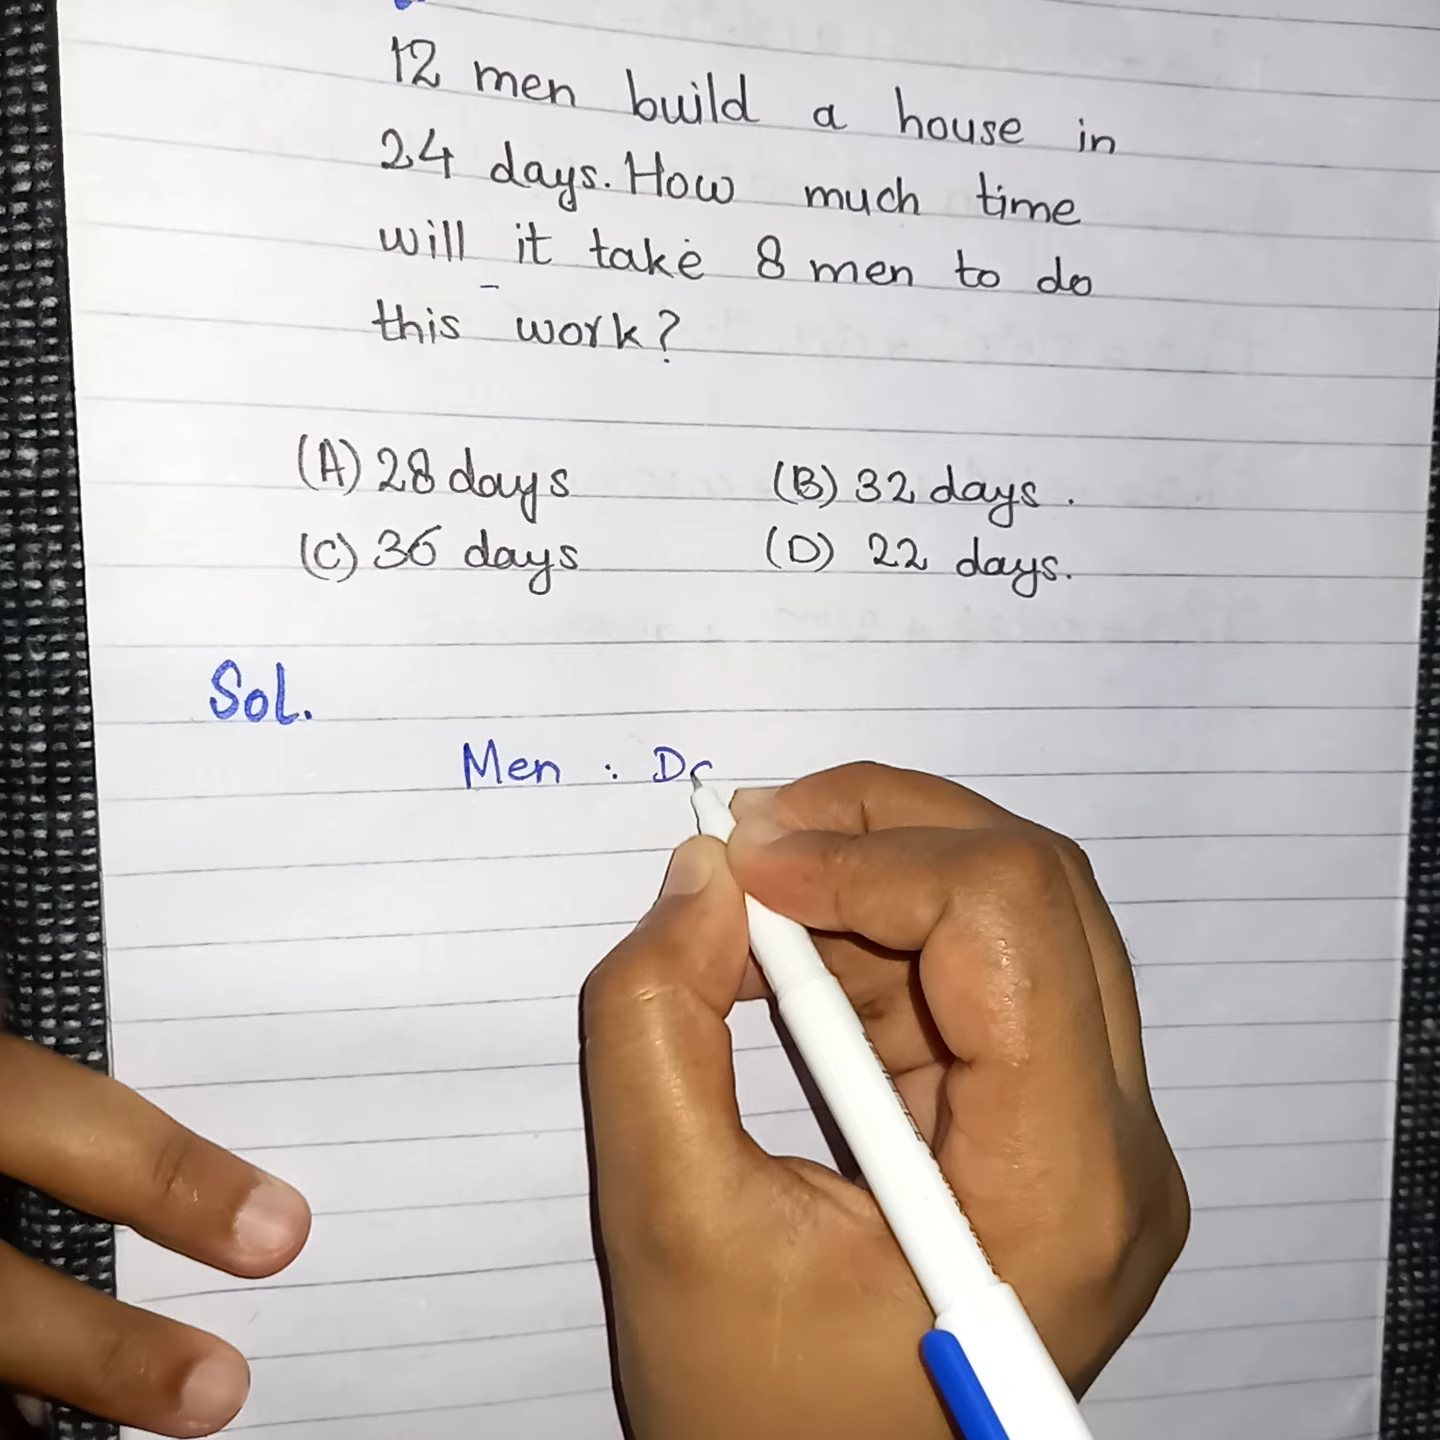 12 men build a house in
24 days. How much time
will it take 8 men to do
this work?
(A) 28 days (B) 32 days.
(C) 36 days (D) 22 days.
Sol.
Men : Da